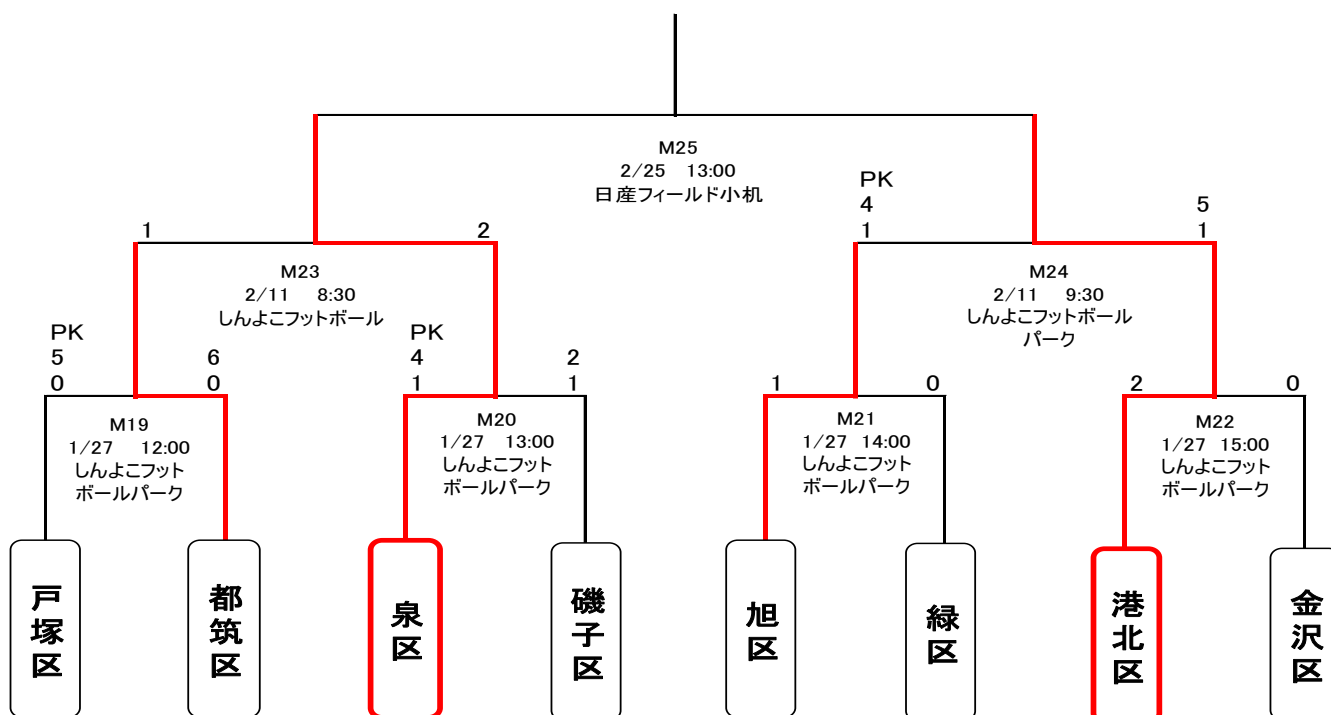 M25
2/25 13:00
日産フィールド小机
PK
4 5
1 1
1 2
M23
2/11 8:30
しんよこフットボール
M24
2/11 9:30
しんよこフットボール
パーク
PK
5 6
0 0
PK
4 2
1 1
1 0
2 0
M19
1/27 12:00
しんよこフット
ボールパーク
M20
1/27 13:00
しんよこフット
ボールパーク
M21
1/27 14:00
しんよこフット
ボールパーク
M22
1/27 15:00
しんよこフット
ボールパーク
戸塚区
都筑区
泉区
磯子区
旭区
緑区
港北区
金沢区